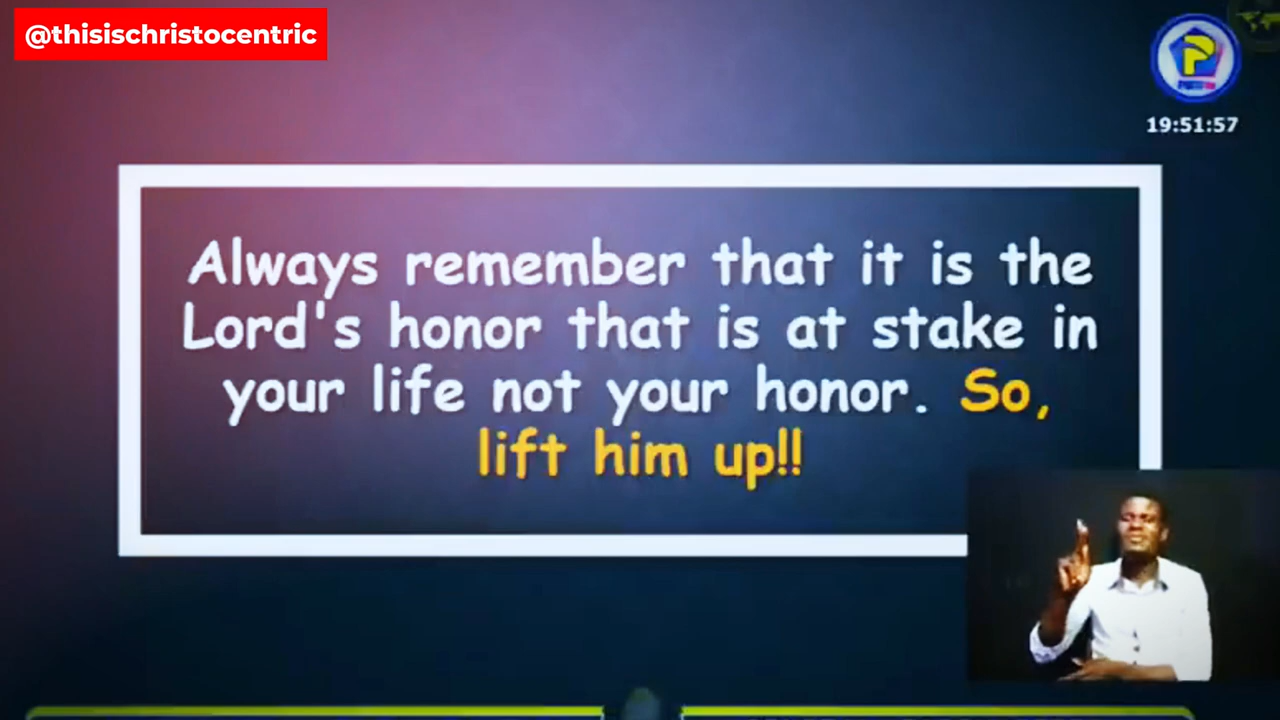 @thisischristocentric
P
19:51:57
Always remember that it is the
Lord's honor that is at stake in
your life not your honor. So,
lift him up!!